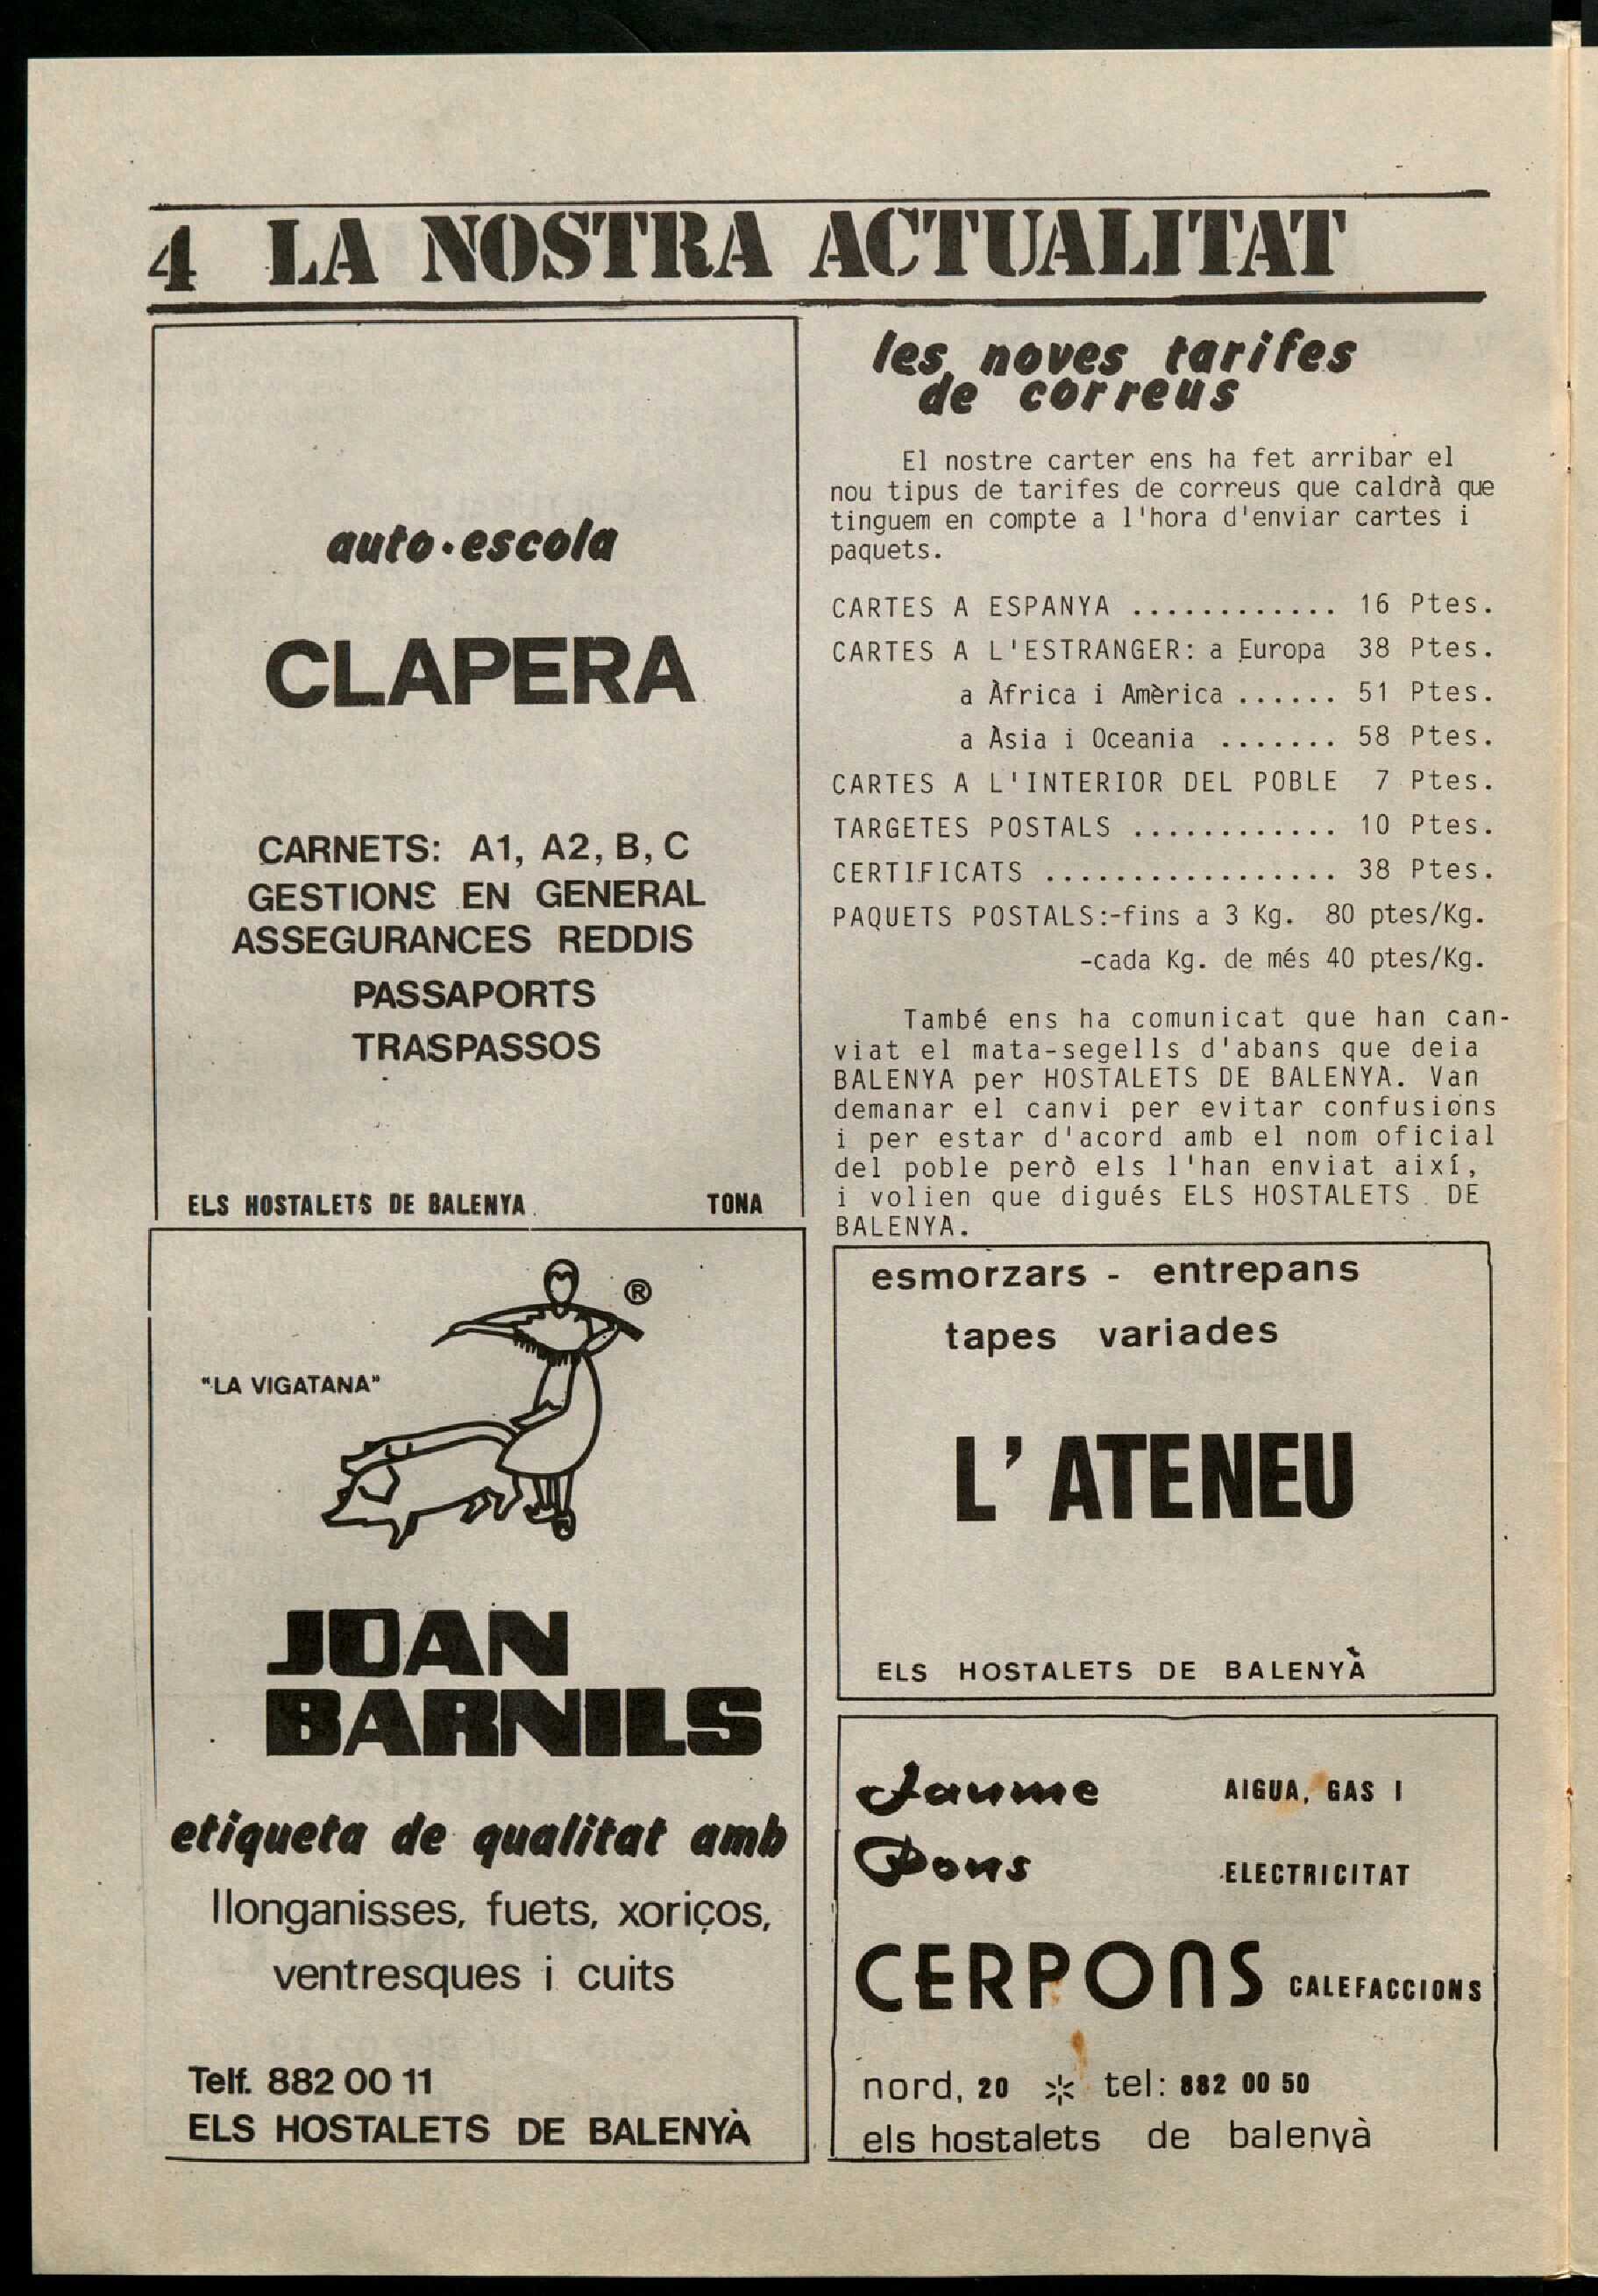 4 LA NOSTRA ACTUALITAT
auto·escola
CLAPERA
CARNETS: A1, A2, B, C
GESTIONS EN GENERAL
ASSEGURANCES REDDIS
PASSAPORTS
TRASPASSOS
ELS HOSTALETS DE BALENYA TONA
"LA VIGATANA"
®
JOAN
BARNILS
etiqueta de qualitat amb
llonganisses, fuets, xoriços,
ventresques i cuits
Telf. 882 00 11
ELS HOSTALETS DE BALENYÀ
les noves tarifes
de correus
El nostre carter ens ha fet arribar el
nou tipus de tarifes de correus que caldrà que
tinguem en compte a l'hora d'enviar cartes i
paquets.
CARTES A ESPANYA ............ 16 Ptes.
CARTES A L'ESTRANGER: a Europa 38 Ptes.
a Àfrica i Amèrica ...... 51 Ptes.
a Àsia i Oceania ....... 58 Ptes.
CARTES A L'INTERIOR DEL POBLE 7 Ptes.
TARGETES POSTALS ............ 10 Ptes.
CERTIFICATS ................. 38 Ptes.
PAQUETS POSTALS:-fins a 3 Kg. 80 ptes/Kg.
-cada Kg. de més 40 ptes/Kg.
També ens ha comunicat que han can-
viat el mata-segells d'abans que deia
BALENYA per HOSTALETS DE BALENYA. Van
demanar el canvi per evitar confusions
i per estar d'acord amb el nom oficial
del poble però els l'han enviat així,
i volien que digués ELS HOSTALETS DE
BALENYA.
esmorzars - entrepans
tapes variades
L'ATENEU
ELS HOSTALETS DE BALENYÀ
Jaume AIGUA, GAS I
Pons ELECTRICITAT
CERPONS CALEFACCIONS
nord, 20 * tel: 882 00 50
els hostalets de balenyà